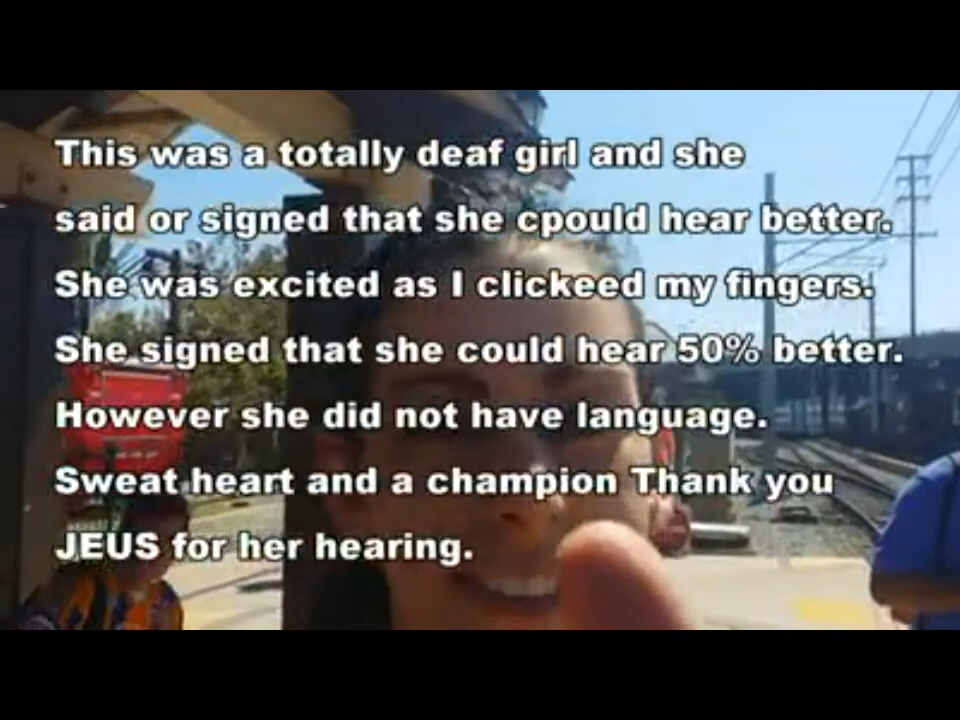 This was a totally deaf girl and she
said or signed that she cpould hear better.
She was excited as I clickeed my fingers.
She signed that she could hear 50% better.
However she did not have language.
Sweat heart and a champion Thank you
JEUS for her hearing.